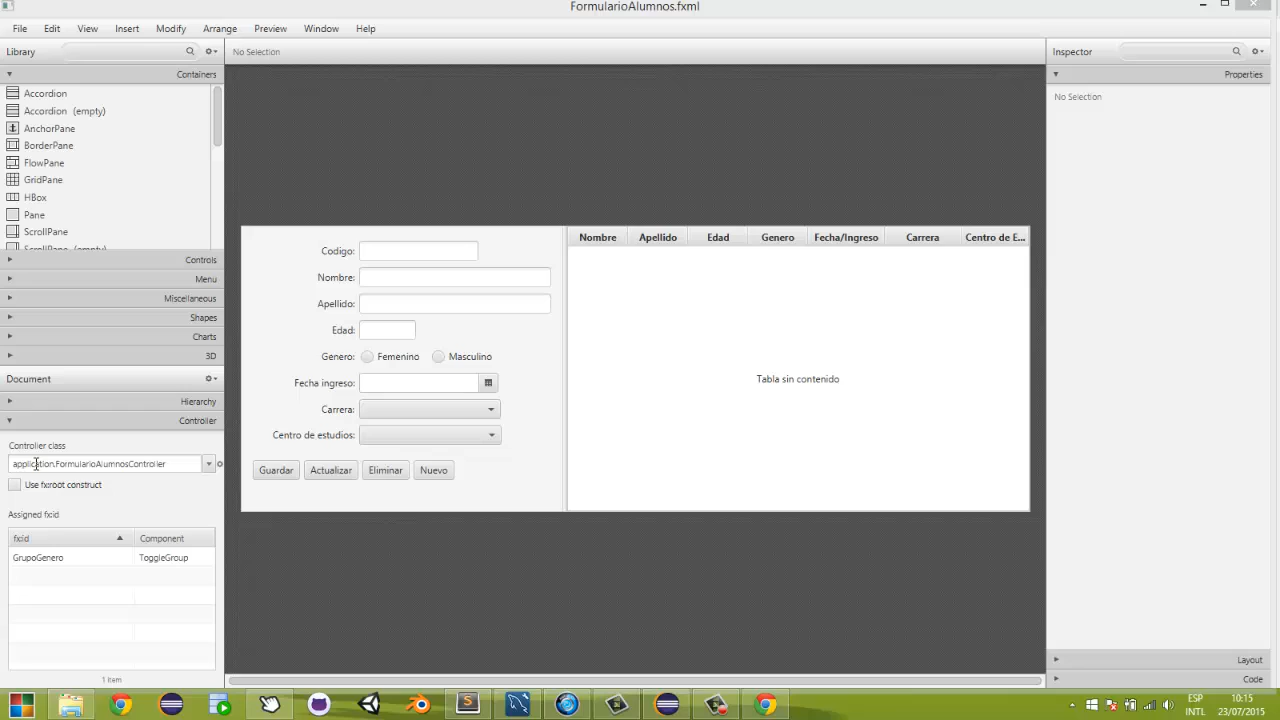 FormularioAlumnos.fxml
File Edit View Insert Modify Arrange Preview Window Help
Library
No Selection
Inspector
Containers
Properties
Accordion
No Selection
Accordion (empty)
AnchorPane
BorderPane
FlowPane
GridPane
HBox
Pane
ScrollPane
ScrollPane (empty)
Controls
Menu
Miscellaneous
Shapes
Charts
3D
Document
Hierarchy
Controller
Controller class
application.FormularioAlumnosController
Use fx:root construct
Assigned fx:id
fx:id Component
GrupoGenero ToggleGroup
1 item
Codigo:
Nombre:
Apellido:
Edad:
Genero: Femenino Masculino
Fecha ingreso:
Carrera:
Centro de estudios:
Guardar Actualizar Eliminar Nuevo
Nombre Apellido Edad Genero Fecha/Ingreso Carrera Centro de E...
Tabla sin contenido
Layout
Code
ESP
INTL
10:15
23/07/2015